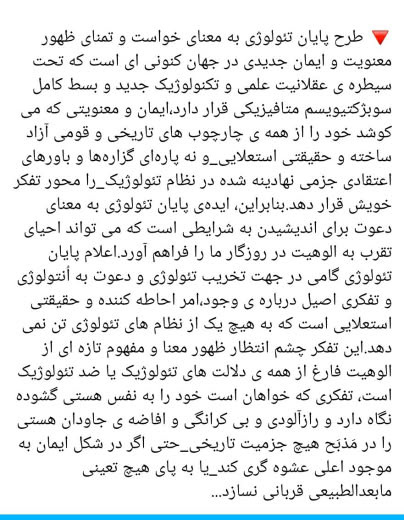 🔻 طرح پایان تئولوژی به معنای خواست و تمنای ظهور
معنویت و ایمان جدیدی در جهان کنونی ای است که تحت
سیطره ی عقلانیت علمی و تکنولوژیک جدید و بسط کامل
سوبژکتیویسم متافیزیکی قرار دارد،ایمان و معنویتی که می
کوشد خود را از همه ی چارچوب های تاریخی و قومی آزاد
ساخته و حقیقتی استعلایی_و نه پاره‌ای گزاره‌ها و باورهای
اعتقادی جزمی نهادینه شده در نظام تئولوژیک_را محور تفکر
خویش قرار دهد.بنابراین، ایده‌ی پایان تئولوژی به معنای
دعوت برای اندیشیدن به شرایطی است که می تواند احیای
تقرب به الوهیت در روزگار ما را فراهم آورد.اعلام پایان
تئولوژی گامی در جهت تخریب تئولوژی و دعوت به اُنتولوژی
و تفکری اصیل درباره ی وجود،امر احاطه کننده و حقیقتی
استعلایی است که به هیچ یک از نظام های تئولوژی تن نمی
دهد.این تفکر چشم انتظار ظهور معنا و مفهوم تازه ای از
الوهیت فارغ از همه ی دلالت های تئولوژیک یا ضد تئولوژیک
است، تفکری که خواهان است خود را به نفس هستی گشوده
نگاه دارد و رازآلودی و بی کرانگی و افاضه ی جاودان هستی
را در مَذبَح هیچ جزمیت تاریخی_حتی اگر در شکل ایمان به
موجود اعلی عشوه گری کند_یا به پای هیچ تعینی
مابعدالطبیعی قربانی نسازد...